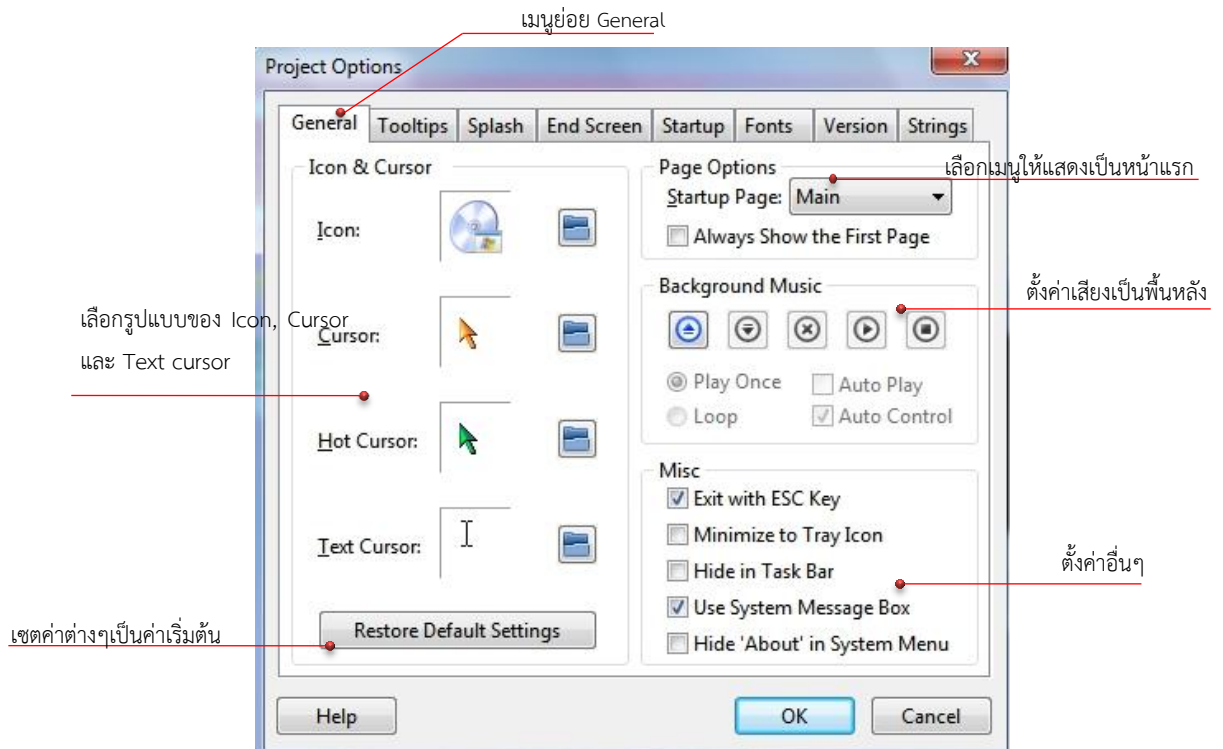 เมนูย่อย General
Project Options
General Tooltips Splash End Screen Startup Fonts Version Strings
Icon & Cursor
Icon:
Cursor:
Hot Cursor:
Text Cursor:
Restore Default Settings
เลือกรูปแบบของ Icon, Cursor
และ Text cursor
เซตค่าต่างๆเป็นค่าเริ่มต้น
Page Options
Startup Page: Main
Always Show the First Page
เลือกเมนูให้แสดงเป็นหน้าแรก
Background Music
Play Once Auto Play
Loop Auto Control
ตั้งค่าเสียงเป็นพื้นหลัง
Misc
Exit with ESC Key
Minimize to Tray Icon
Hide in Task Bar
Use System Message Box
Hide 'About' in System Menu
ตั้งค่าอื่นๆ
Help OK Cancel